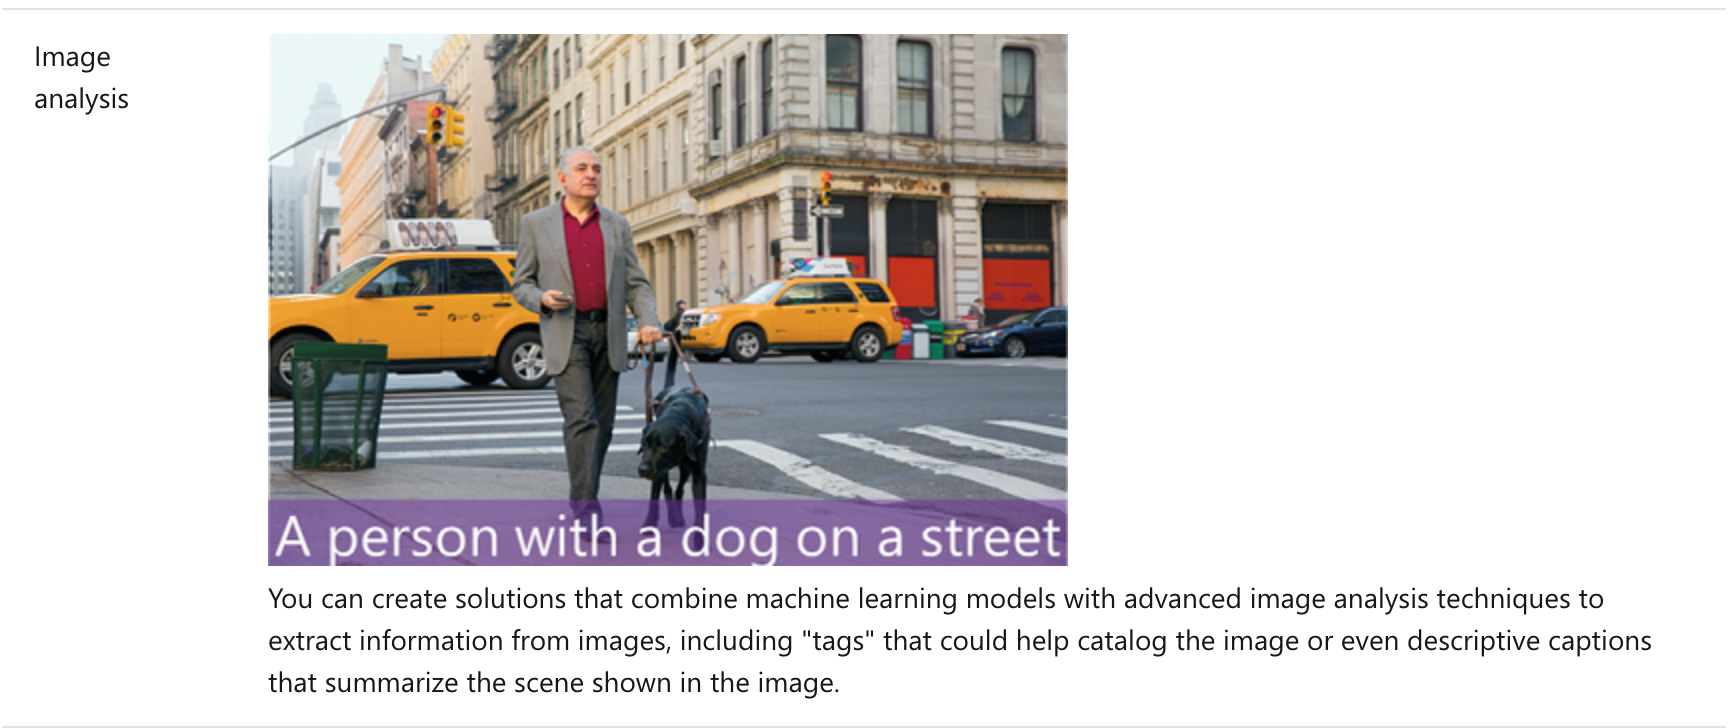 Image
analysis
A person with a dog on a street
You can create solutions that combine machine learning models with advanced image analysis techniques to
extract information from images, including "tags" that could help catalog the image or even descriptive captions
that summarize the scene shown in the image.